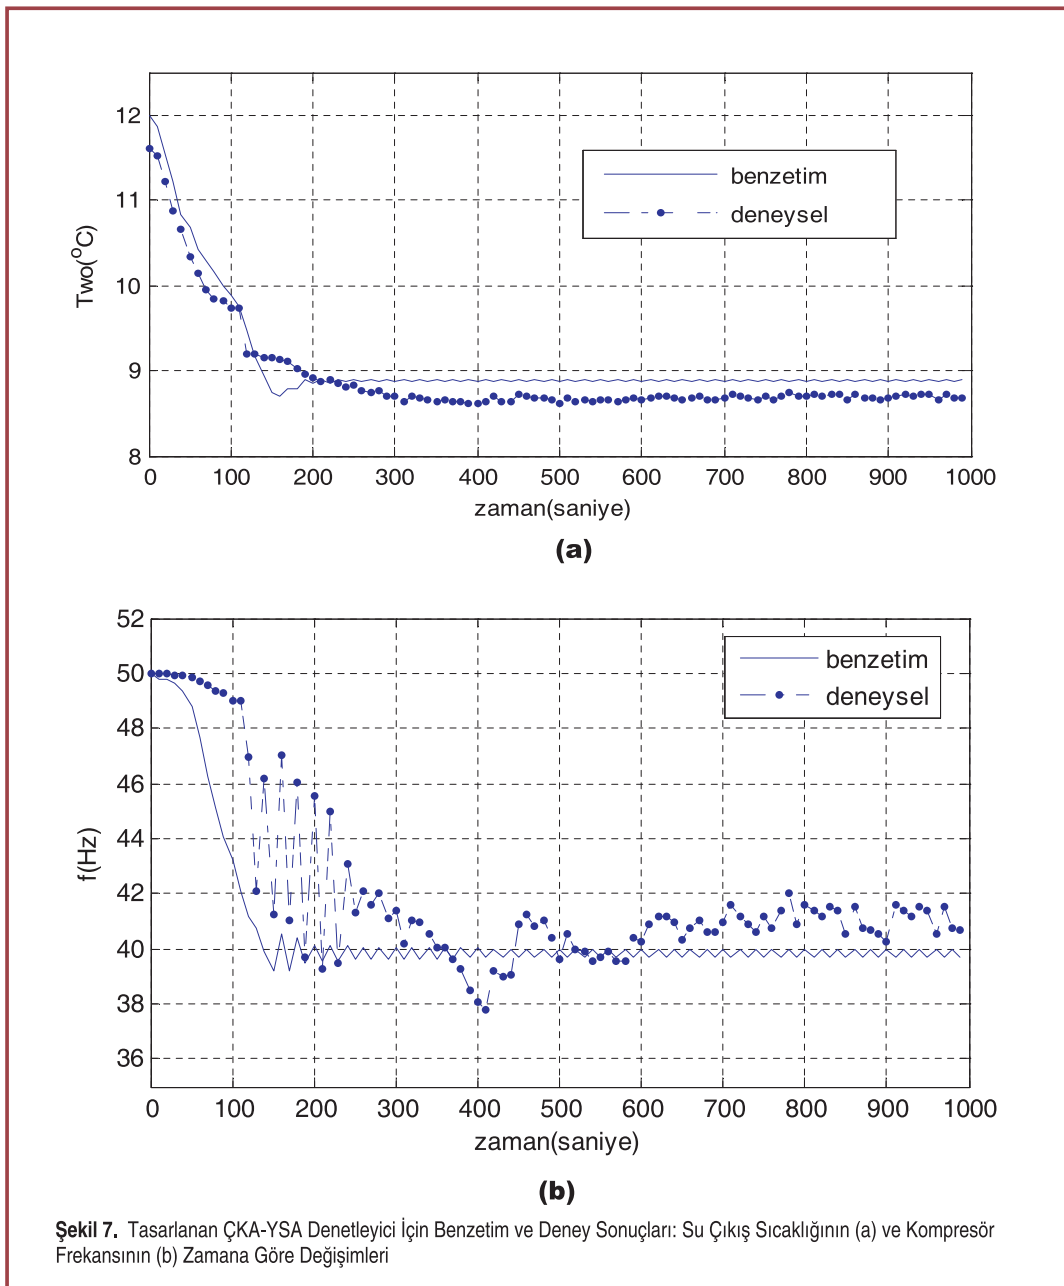 12
11
10
9
8
Two(°C)
benzetim
deneysel
0 100 200 300 400 500 600 700 800 900 1000
zaman(saniye)
(a)
52
50
48
46
44
42
40
38
36
f(Hz)
benzetim
deneysel
0 100 200 300 400 500 600 700 800 900 1000
zaman(saniye)
(b)
Şekil 7. Tasarlanan ÇKA-YSA Denetleyici İçin Benzetim ve Deney Sonuçları: Su Çıkış Sıcaklığının (a) ve Kompresör
Frekansının (b) Zamana Göre Değişimleri